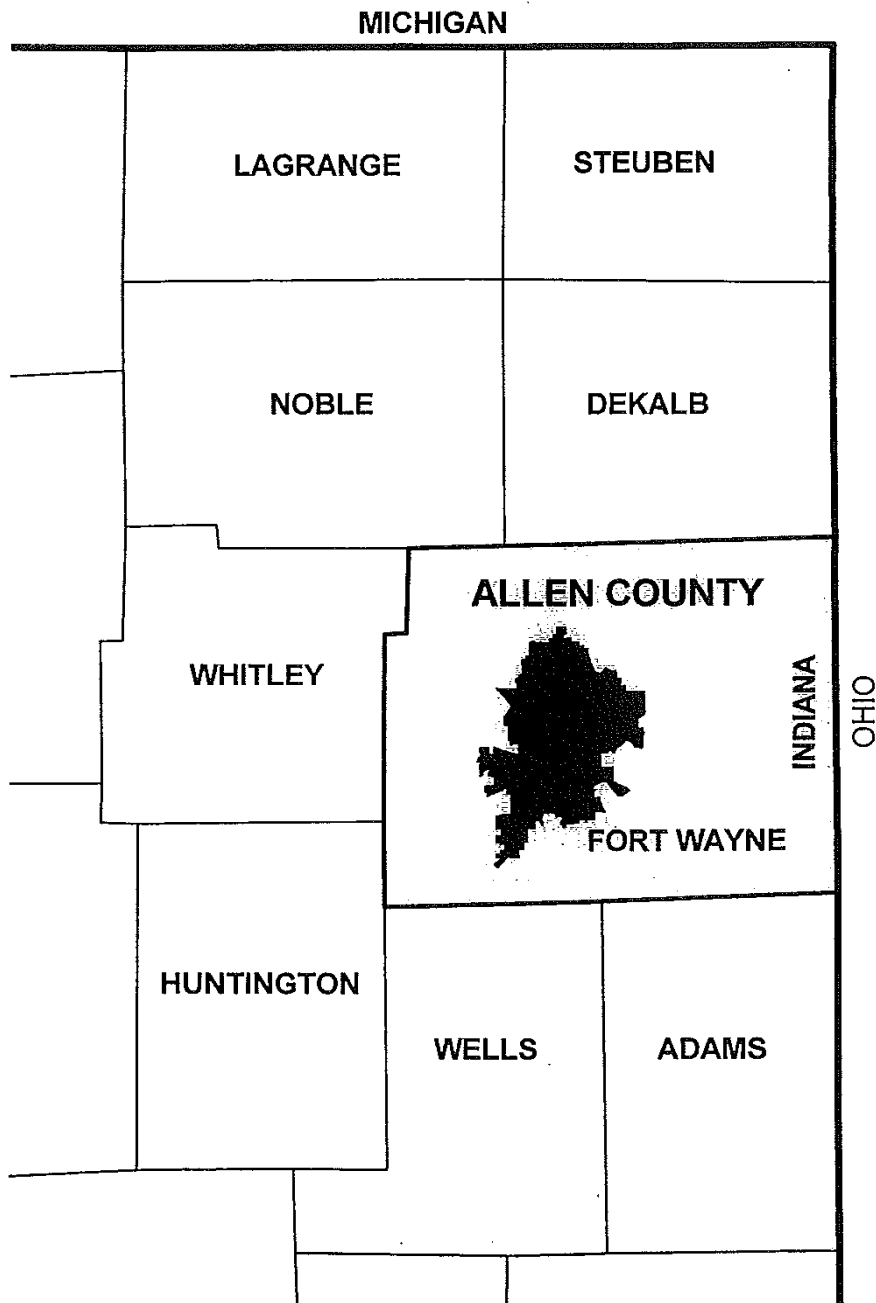 MICHIGAN
LAGRANGE
STEUBEN
NOBLE
DEKALB
ALLEN COUNTY
WHITLEY
INDIANA
OHIO
FORT WAYNE
HUNTINGTON
WELLS
ADAMS